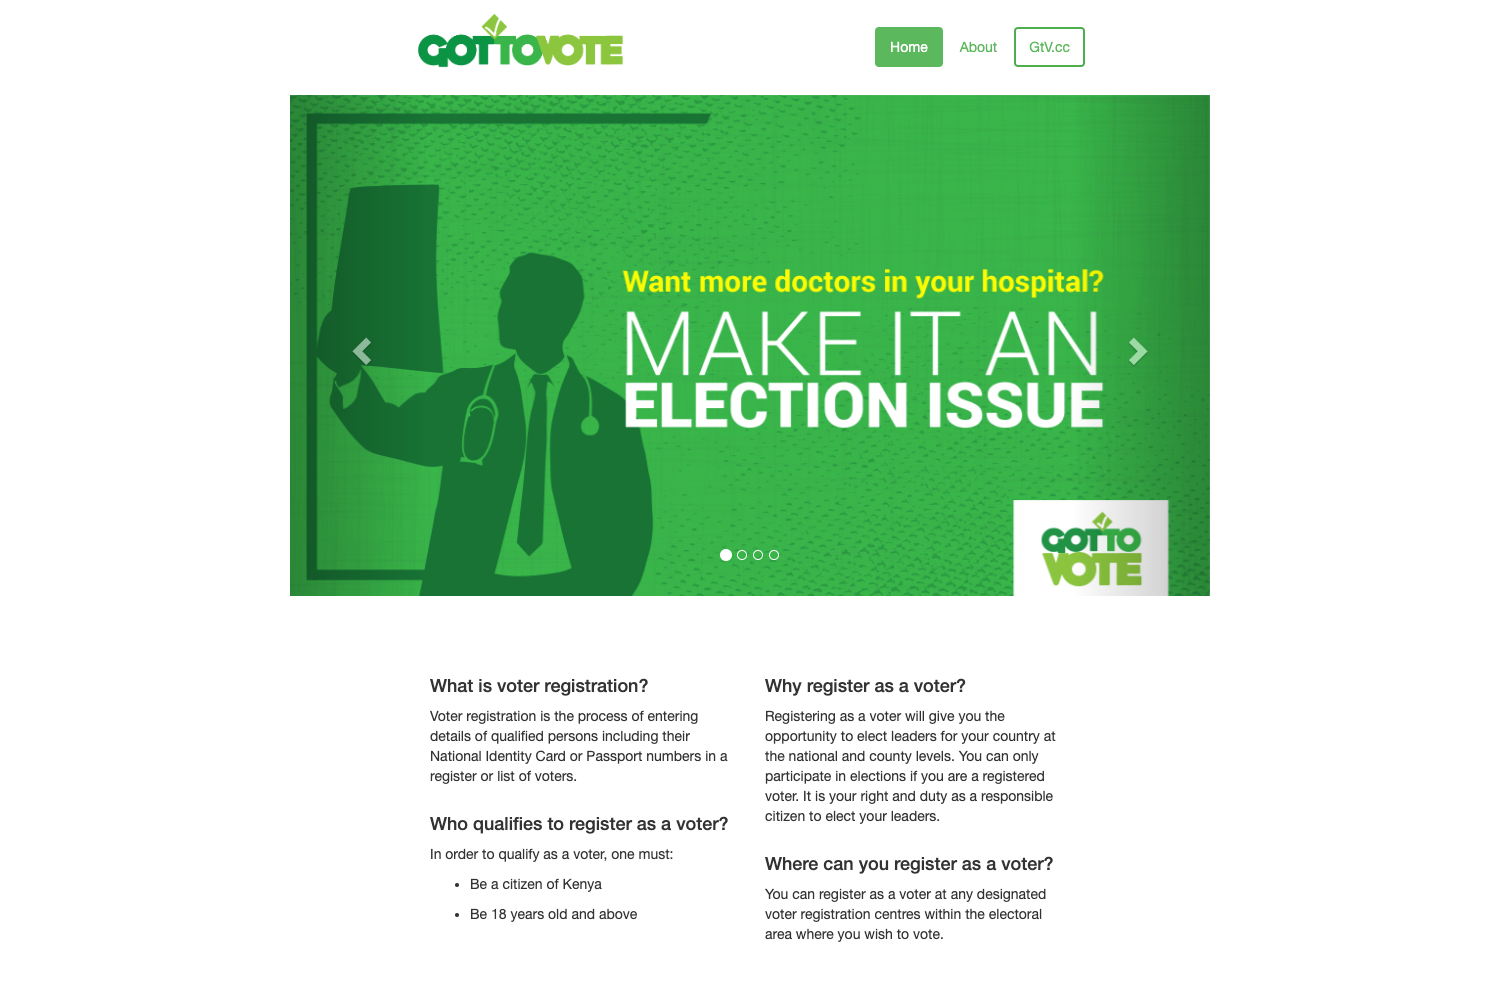 GOTTOVOTE
Home
About
GtV.cc
Want more doctors in your hospital?
MAKE IT AN
ELECTION ISSUE
GOTTO
VOTE
What is voter registration?
Voter registration is the process of entering
details of qualified persons including their
National Identity Card or Passport numbers in a
register or list of voters.
Who qualifies to register as a voter?
In order to qualify as a voter, one must:
• Be a citizen of Kenya
• Be 18 years old and above
Why register as a voter?
Registering as a voter will give you the
opportunity to elect leaders for your country at
the national and county levels. You can only
participate in elections if you are a registered
voter. It is your right and duty as a responsible
citizen to elect your leaders.
Where can you register as a voter?
You can register as a voter at any designated
voter registration centres within the electoral
area where you wish to vote.